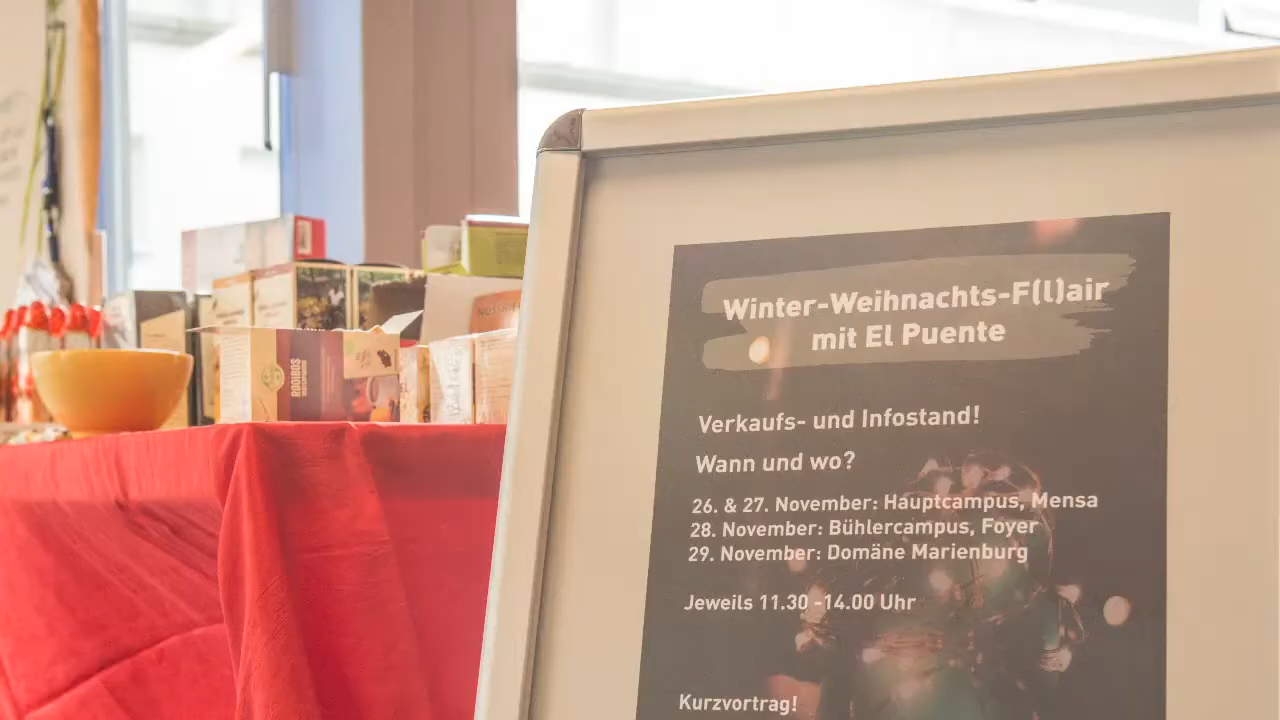 Winter-Weihnachts-F(l)air
mit El Puente
Verkaufs- und Infostand!
Wann und wo?
26. & 27. November: Hauptcampus, Mensa
28. November: Bühlercampus, Foyer
29. November: Domäne Marienburg
Jeweils 11.30 -14.00 Uhr
Kurzvortrag!
ROOIBOS